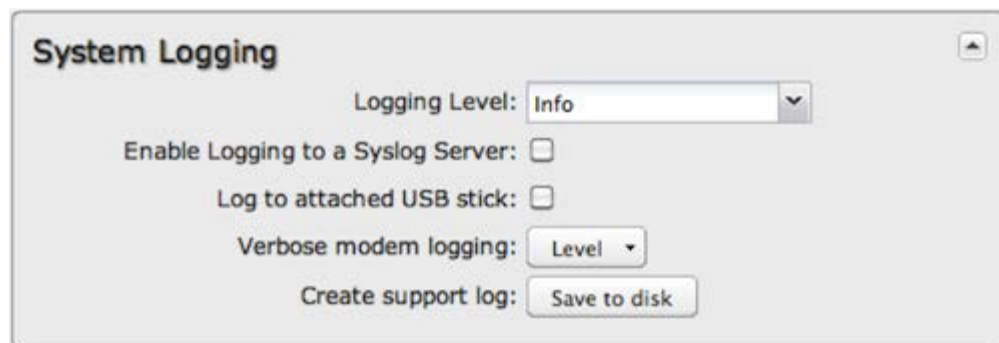 System Logging
Logging Level: Info
Enable Logging to a Syslog Server:
Log to attached USB stick:
Verbose modem logging: Level
Create support log: Save to disk